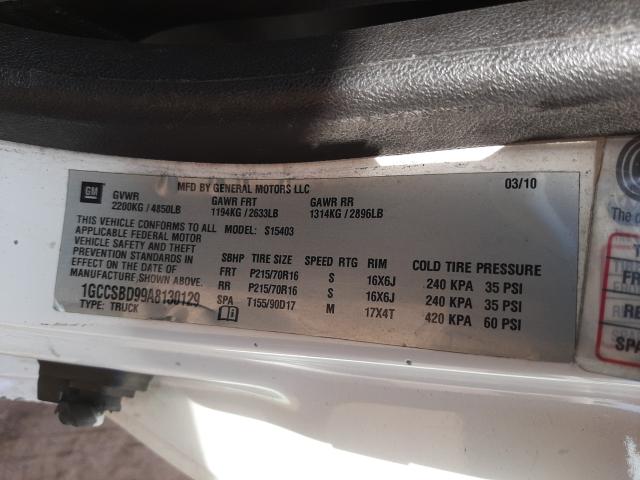 GM
MFD BY GENERAL MOTORS LLC
03/10
GVWR GAWR FRT GAWR RR
2200KG / 4850LB 1194KG / 2633LB 1314KG / 2896LB
THIS VEHICLE CONFORMS TO ALL
APPLICABLE FEDERAL MOTOR
VEHICLE SAFETY AND THEFT
PREVENTION STANDARDS IN
EFFECT ON THE DATE OF
MANUFACTURE SHOWN ABOVE.
1GCCSBD99A8130129
TYPE: TRUCK
MODEL: S15403
SBHP TIRE SIZE SPEED RTG RIM COLD TIRE PRESSURE
FRT P215/70R16 S 16X6J 240 KPA 35 PSI
RR P215/70R16 S 16X6J 240 KPA 35 PSI
SPA T155/90D17 M 17X4T 420 KPA 60 PSI
The co
SPA